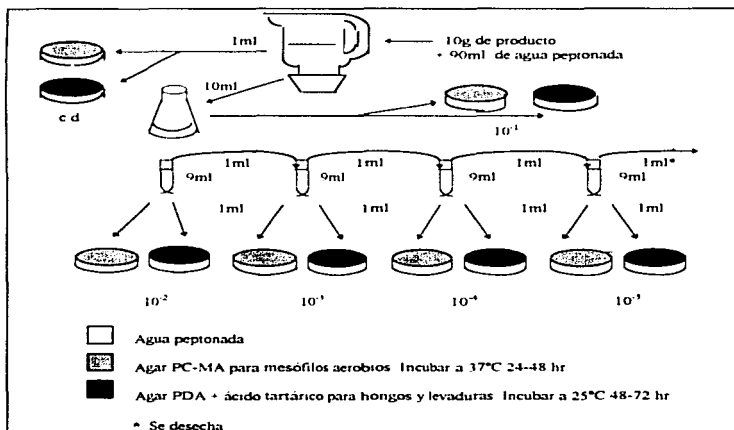 1ml
10g de producto
+ 90ml de agua peptonada
10ml
c d
10⁻¹
1ml 1ml 1ml 1ml*
9ml 9ml 9ml 9ml
1ml 1ml 1ml 1ml
10⁻² 10⁻³ 10⁻⁴ 10⁻⁵
Agua peptonada
Agar PC-MA para mesófilos aerobios Incubar a 37°C 24-48 hr
Agar PDA + ácido tartárico para hongos y levaduras Incubar a 25°C 48-72 hr
* Se desecha